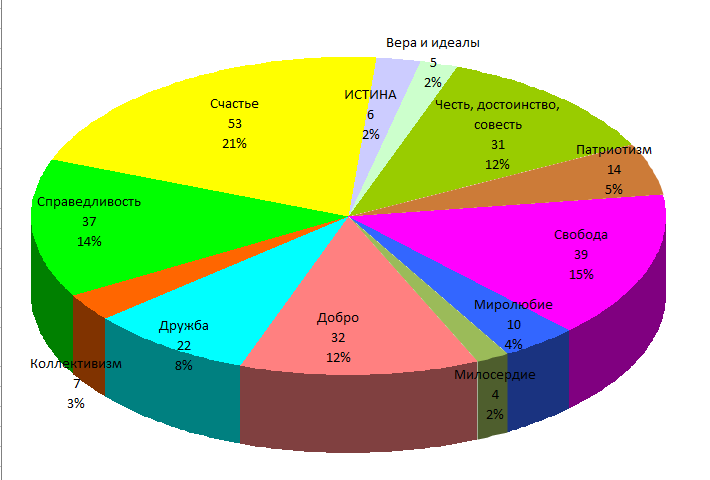 Вера и идеалы
5
2%
ИСТИНА
6
2%
Честь, достоинство,
совесть
31
12%
Патриотизм
14
5%
Свобода
39
15%
Миролюбие
10
4%
Милосердие
4
2%
Добро
32
12%
Дружба
22
8%
Коллективизм
7
3%
Справедливость
37
14%
Счастье
53
21%